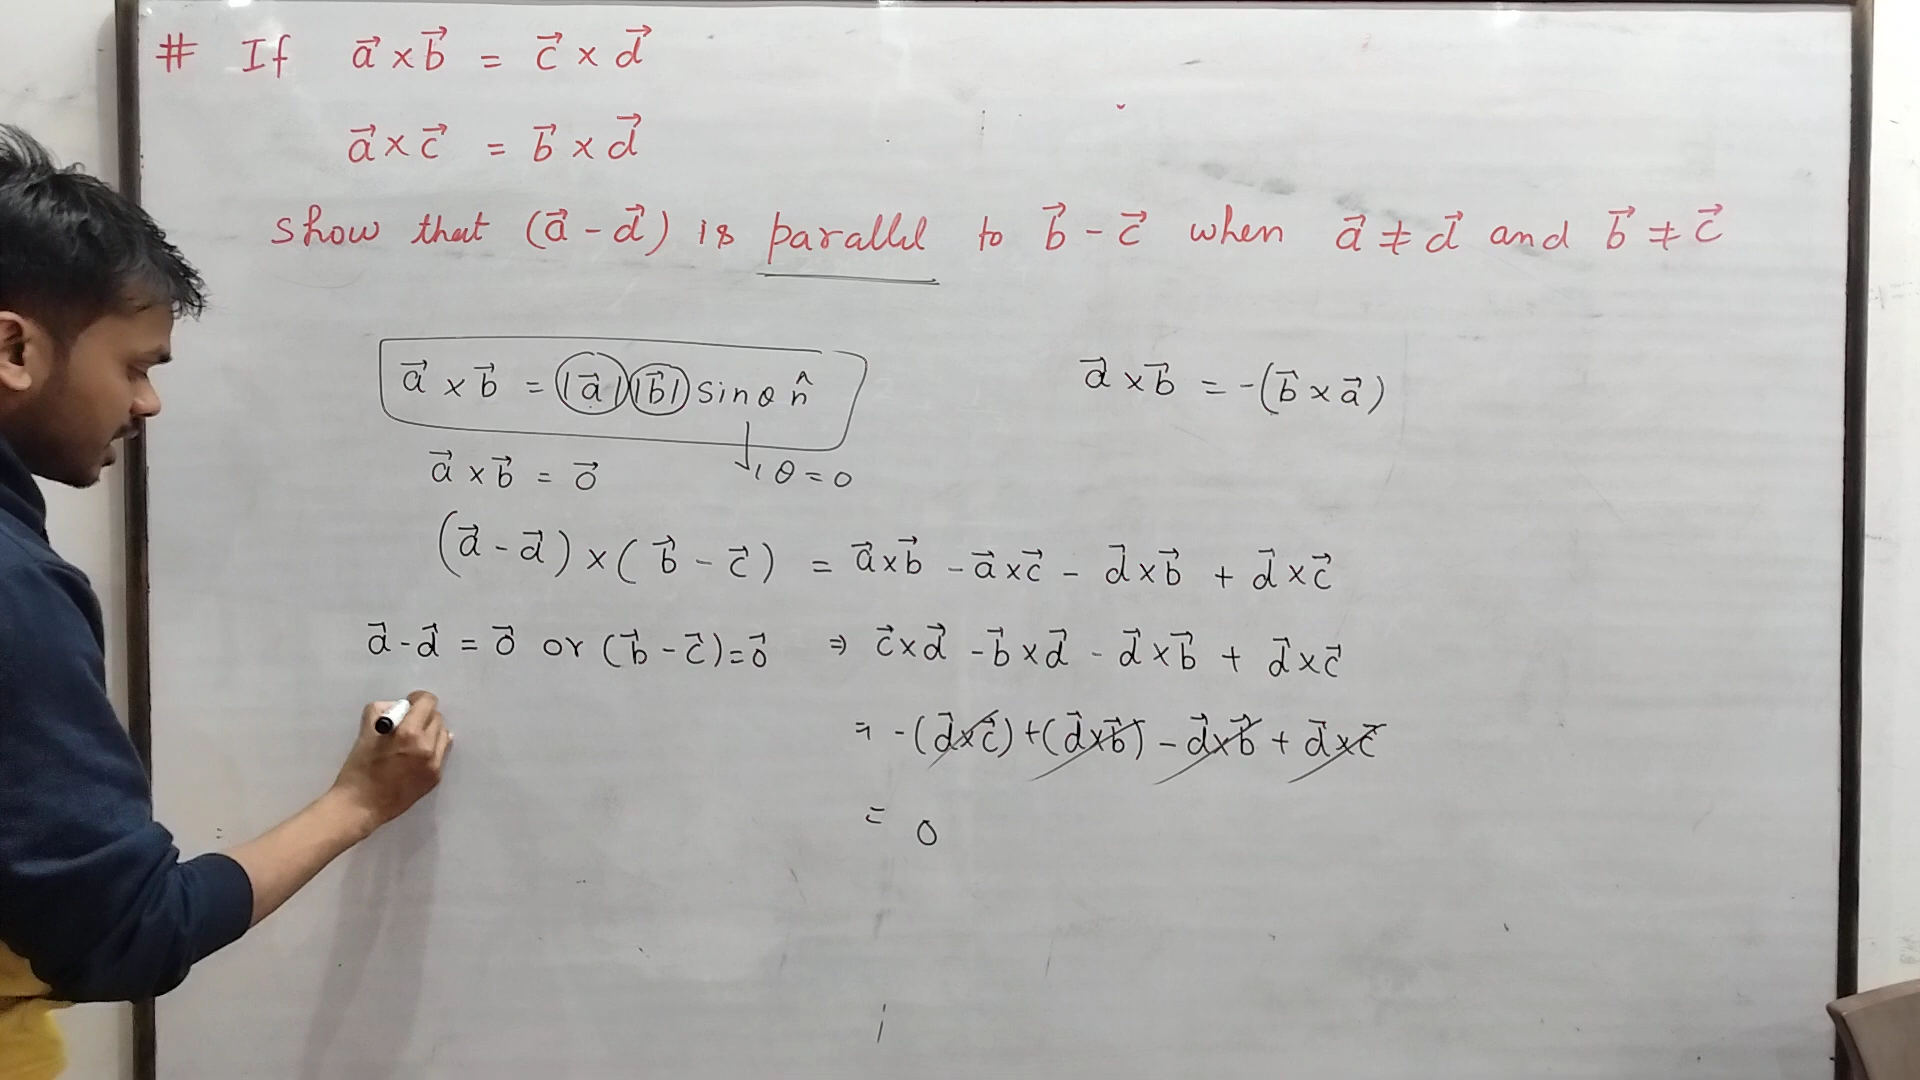 # If a⃗ × b⃗ = c⃗ × d⃗
a⃗ × c⃗ = b⃗ × d⃗
show that (a⃗ - d⃗) is parallel to b⃗ - c⃗ when a⃗ ≠ d⃗ and b⃗ ≠ c⃗
a⃗ × b⃗ = |a⃗||b⃗| sinθ n̂
a⃗ × b⃗ = -(b⃗ × a⃗)
a⃗ × b⃗ = 0⃗
θ = 0
(a⃗ - d⃗) × (b⃗ - c⃗) = a⃗×b⃗ - a⃗×c⃗ - d⃗×b⃗ + d⃗×c⃗
a⃗ - d⃗ = 0⃗ or (b⃗ - c⃗) = 0⃗
⇒ c⃗×d⃗ - b⃗×d⃗ - d⃗×b⃗ + d⃗×c⃗
= -(d⃗×c⃗) + (d⃗×b⃗) - d⃗×b⃗ + d⃗×c⃗
= 0